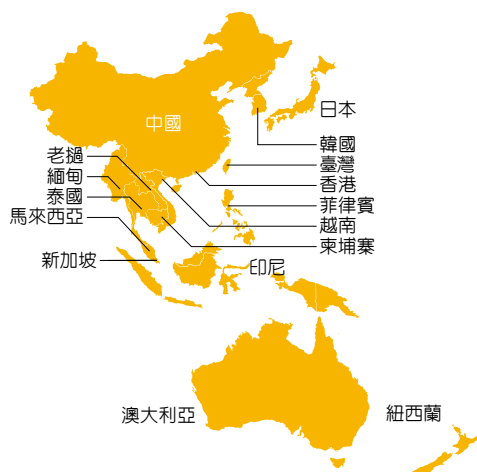 日本
中國
韓國
老撾
臺灣
緬甸
香港
泰國
菲律賓
馬來西亞
越南
柬埔寨
新加坡
印尼
澳大利亞
紐西蘭